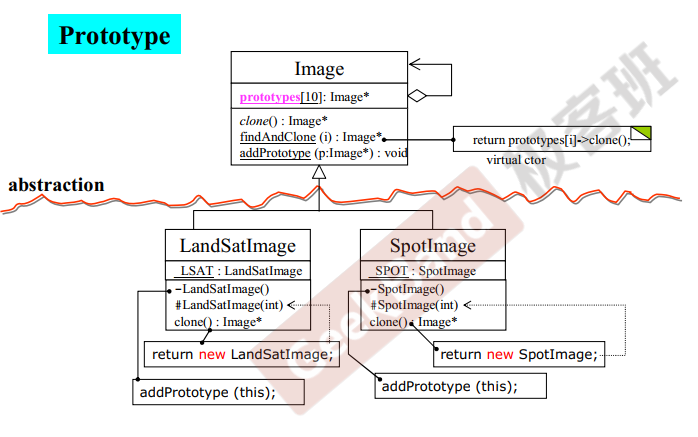 Prototype
Image
prototypes[10]: Image*
clone() : Image*
findAndClone (i) : Image*
addPrototype (p:Image*) : void
return prototypes[i]->clone();
virtual ctor
abstraction
LandSatImage
_LSAT : LandSatImage
-LandSatImage()
#LandSatImage(int)
clone() : Image*
return new LandSatImage;
addPrototype (this);
SpotImage
_SPOT : SpotImage
-SpotImage()
#SpotImage(int)
clone() : Image*
return new SpotImage;
addPrototype (this);
GeekBand 极客班